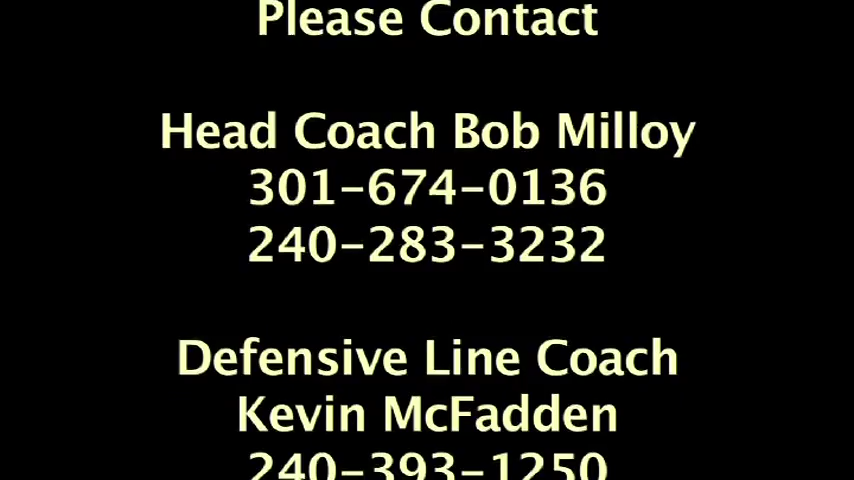 Please Contact
Head Coach Bob Milloy
301-674-0136
240-283-3232
Defensive Line Coach
Kevin McFadden
240-393-1250